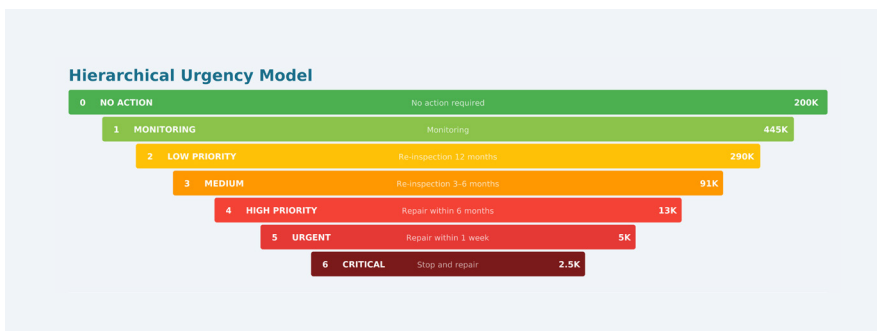 Hierarchical Urgency Model
0 NO ACTION No action required 200K
1 MONITORING Monitoring 445K
2 LOW PRIORITY Re-inspection 12 months 290K
3 MEDIUM Re-inspection 3–6 months 91K
4 HIGH PRIORITY Repair within 6 months 13K
5 URGENT Repair within 1 week 5K
6 CRITICAL Stop and repair 2.5K